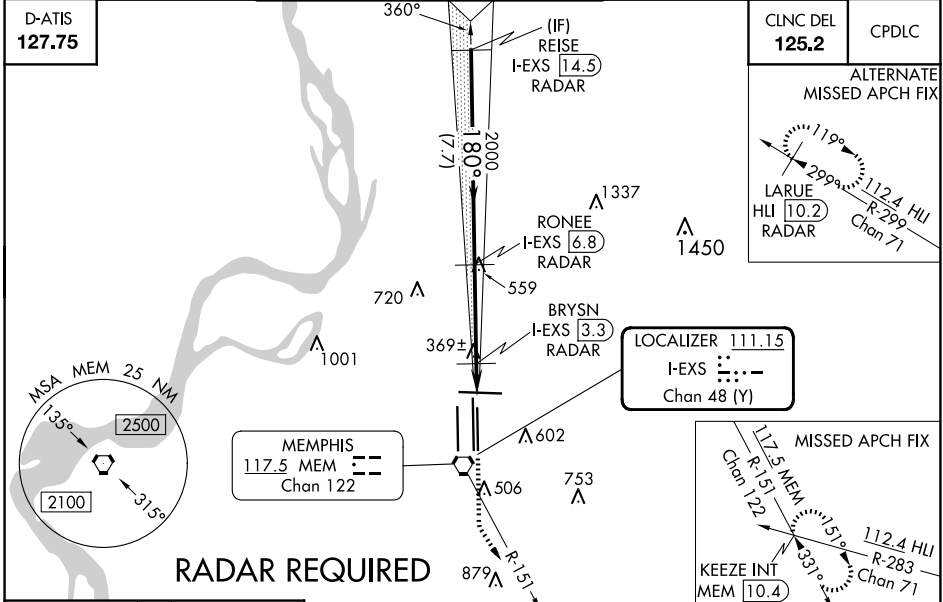 D-ATIS
127.75
CLNC DEL
125.2
CPDLC
360°
(IF)
REISE
I-EXS 14.5
RADAR
2000
180°
(7.7)
ALTERNATE
MISSED APCH FIX
119°
299°
LARUE
HLI 10.2
RADAR
112.4 HLI
R-299
Chan 71
1337
1450
RONEE
I-EXS 6.8
RADAR
559
720
BRYSN
I-EXS 3.3
RADAR
369±
1001
LOCALIZER 111.15
I-EXS
Chan 48 (Y)
MSA MEM 25 NM
135°
2500
2100
315°
MEMPHIS
117.5 MEM
Chan 122
602
506
753
879
R-151
RADAR REQUIRED
MISSED APCH FIX
117.5 MEM
R-151
Chan 122
151°
331°
112.4 HLI
R-283
Chan 71
KEEZE INT
MEM 10.4